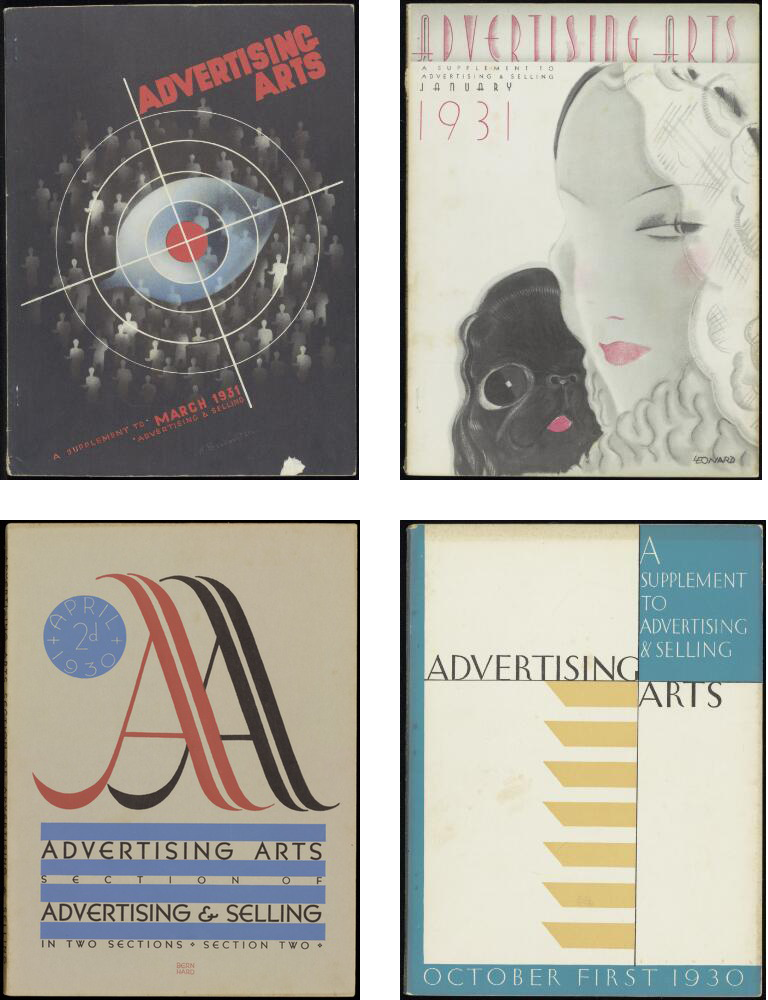 ADVERTISING
ARTS
A SUPPLEMENT TO MARCH 1931
"ADVERTISING & SELLING
ADVERTISING ARTS
A SUPPLEMENT TO
ADVERTISING & SELLING
JANUARY
1931
LEONARD
APRIL
2d
1930
AA
ADVERTISING ARTS
SECTION OF
ADVERTISING & SELLING
IN TWO SECTIONS • SECTION TWO •
BERN
HARD
A
SUPPLEMENT
TO
ADVERTISING
& SELLING
ADVERTISING
ARTS
OCTOBER FIRST 1930